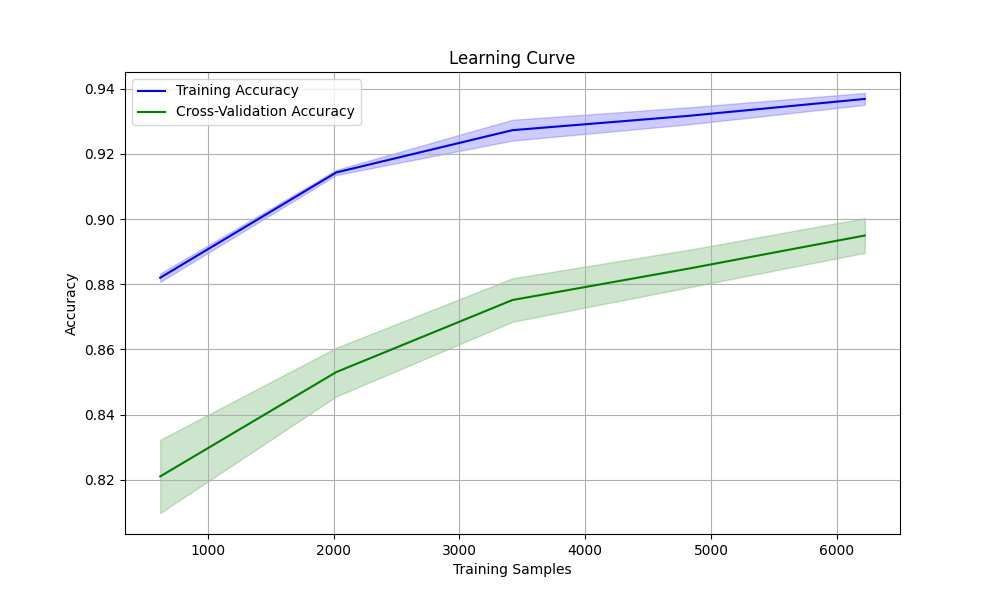 Learning Curve
Training Accuracy
Cross-Validation Accuracy
0.94
0.92
0.90
0.88
0.86
0.84
0.82
Accuracy
1000 2000 3000 4000 5000 6000
Training Samples